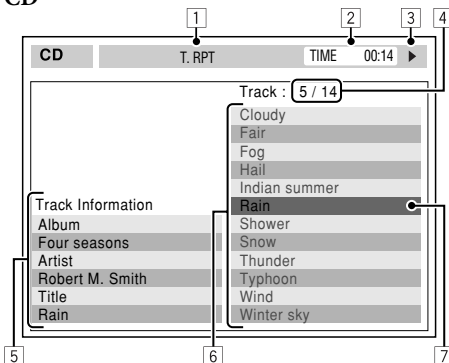 CD
1 2 3 4
CD T. RPT TIME 00:14
Track : 5 / 14
Cloudy
Fair
Fog
Hail
Indian summer
Rain
Shower
Snow
Thunder
Typhoon
Wind
Winter sky
Track Information
Album
Four seasons
Artist
Robert M. Smith
Title
Rain
5 6 7